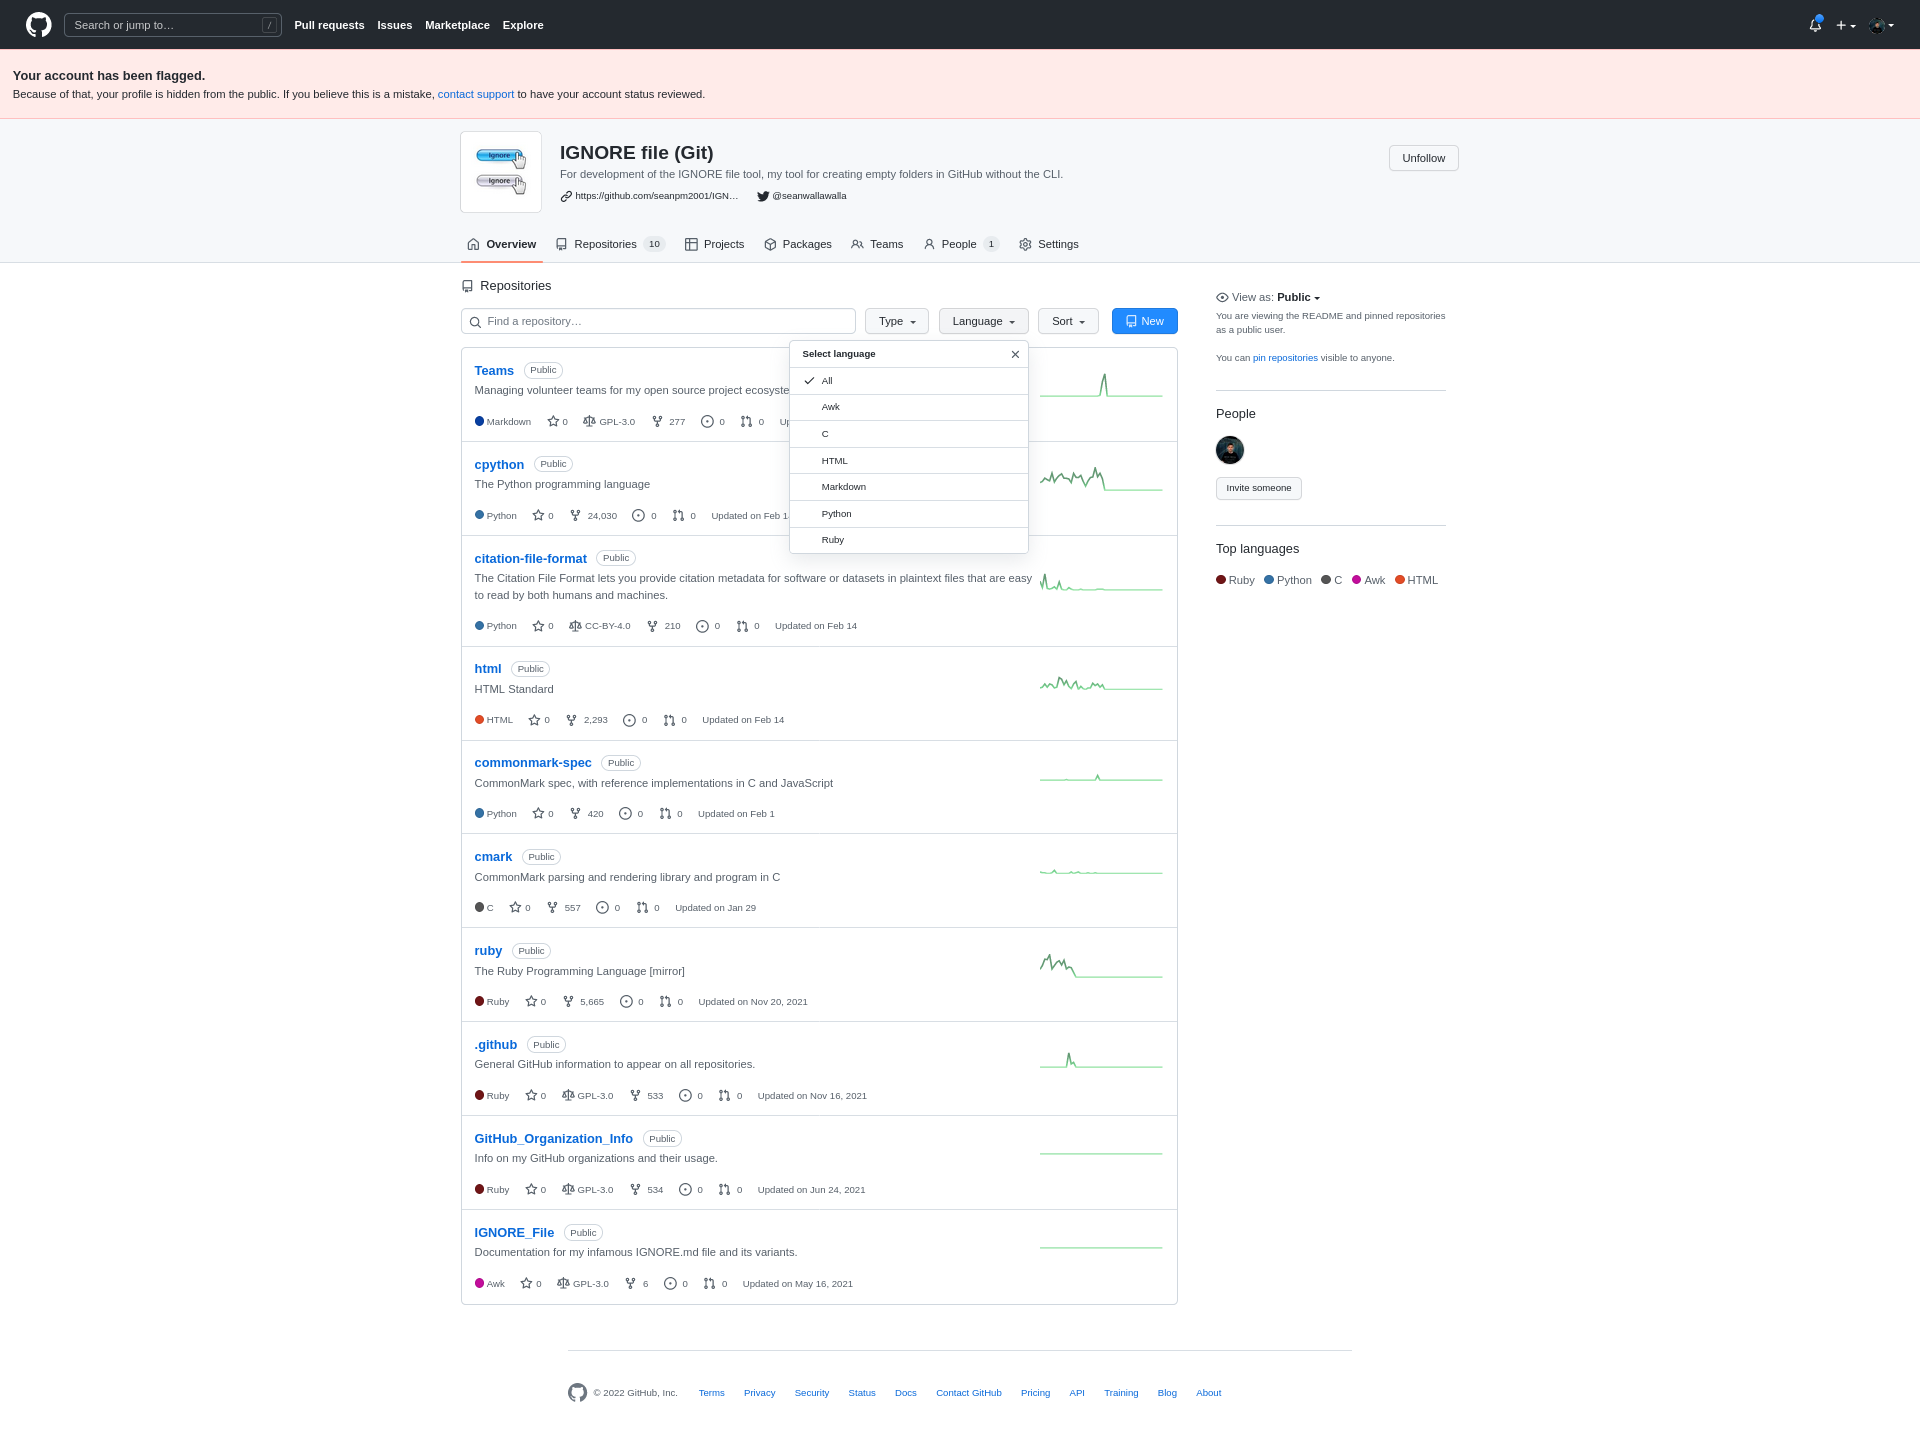 Search or jump to…
/
Pull requests
Issues
Marketplace
Explore
Your account has been flagged.
Because of that, your profile is hidden from the public. If you believe this is a mistake, contact support to have your account status reviewed.
Ignore
Ignore
IGNORE file (Git)
For development of the IGNORE file tool, my tool for creating empty folders in GitHub without the CLI.
https://github.com/seanpm2001/IGN…
@seanwallawalla
Unfollow
Overview
Repositories 10
Projects
Packages
Teams
People 1
Settings
Repositories
Find a repository…
Type
Language
Sort
New
Select language
All
Awk
C
HTML
Markdown
Python
Ruby
Teams Public
Managing volunteer teams for my open source project ecosyste
Markdown 0 GPL-3.0 277 0 0
cpython Public
The Python programming language
Python 0 24,030 0 0 Updated on Feb
citation-file-format Public
The Citation File Format lets you provide citation metadata for software or datasets in plaintext files that are easy
to read by both humans and machines.
Python 0 CC-BY-4.0 210 0 0 Updated on Feb 14
html Public
HTML Standard
HTML 0 2,293 0 0 Updated on Feb 14
commonmark-spec Public
CommonMark spec, with reference implementations in C and JavaScript
Python 0 420 0 0 Updated on Feb 1
cmark Public
CommonMark parsing and rendering library and program in C
C 0 557 0 0 Updated on Jan 29
ruby Public
The Ruby Programming Language [mirror]
Ruby 0 5,665 0 0 Updated on Nov 20, 2021
.github Public
General GitHub information to appear on all repositories.
Ruby 0 GPL-3.0 533 0 0 Updated on Nov 16, 2021
GitHub_Organization_Info Public
Info on my GitHub organizations and their usage.
Ruby 0 GPL-3.0 534 0 0 Updated on Jun 24, 2021
IGNORE_File Public
Documentation for my infamous IGNORE.md file and its variants.
Awk 0 GPL-3.0 6 0 0 Updated on May 16, 2021
View as: Public
You are viewing the README and pinned repositories
as a public user.
You can pin repositories visible to anyone.
People
Invite someone
Top languages
Ruby Python C Awk HTML
© 2022 GitHub, Inc.
Terms
Privacy
Security
Status
Docs
Contact GitHub
Pricing
API
Training
Blog
About